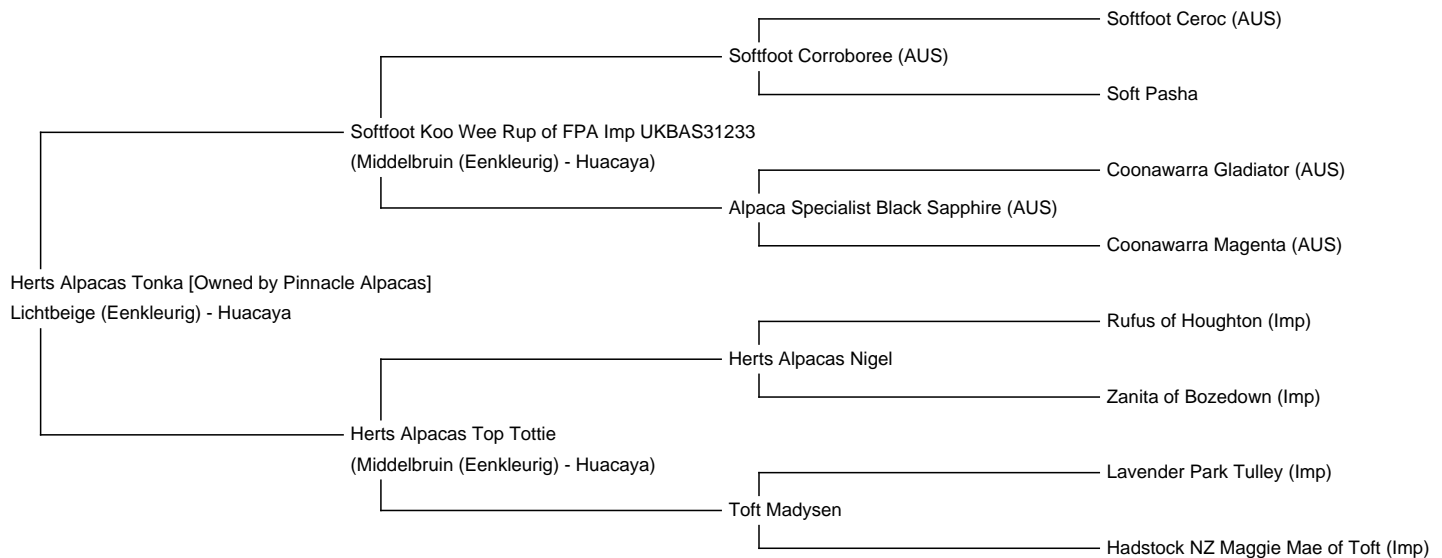 Softfoot Ceroc (AUS)
Softfoot Corroboree (AUS)
Soft Pasha
Softfoot Koo Wee Rup of FPA Imp UKBAS31233
(Middelbruin (Eenkleurig) - Huacaya)
Coonawarra Gladiator (AUS)
Alpaca Specialist Black Sapphire (AUS)
Coonawarra Magenta (AUS)
Herts Alpacas Tonka [Owned by Pinnacle Alpacas]
Lichtbeige (Eenkleurig) - Huacaya
Rufus of Houghton (Imp)
Herts Alpacas Nigel
Zanita of Bozedown (Imp)
Herts Alpacas Top Tottie
(Middelbruin (Eenkleurig) - Huacaya)
Lavender Park Tulley (Imp)
Toft Madysen
Hadstock NZ Maggie Mae of Toft (Imp)